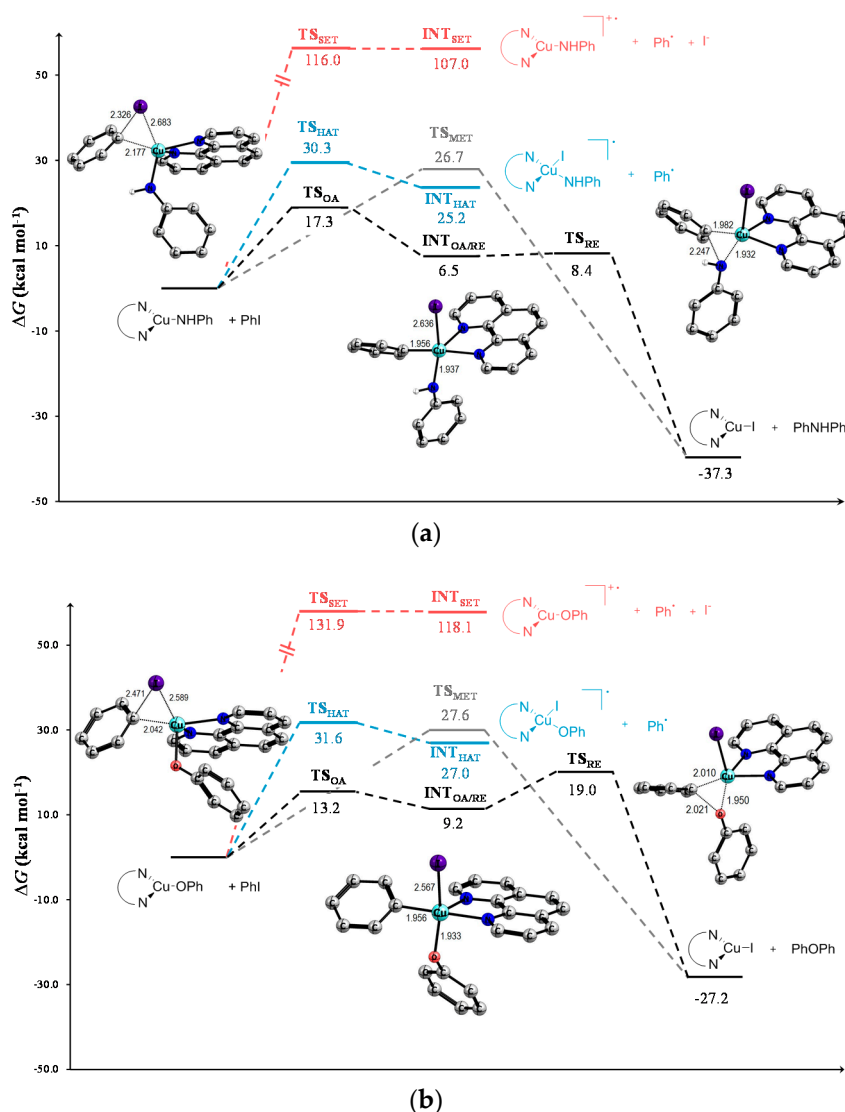 TS_SET INT_SET
116.0 107.0
N N Cu–NHPh ⁺• + Ph• + I⁻
TS_HAT
30.3
TS_MET
26.7
N N Cu I NHPh • + Ph•
INT_HAT
25.2
TS_OA
17.3
INT_OA/RE
6.5
TS_RE
8.4
2.326
2.683
2.177
Cu
N
1.982
2.247
1.932
2.636
1.956
1.937
N N Cu–NHPh + PhI
N N Cu–I + PhNHPh
-37.3
ΔG (kcal mol⁻¹)
50
30
10
-10
-30
-50
(a)
TS_SET INT_SET
131.9 118.1
N N Cu–OPh ⁺• + Ph• + I⁻
TS_HAT
31.6
TS_MET
27.6
N N Cu I OPh • + Ph•
INT_HAT
27.0
TS_OA
13.2
INT_OA/RE
9.2
TS_RE
19.0
2.471
2.589
2.042
2.010
2.021
1.950
2.567
1.956
1.933
N N Cu–OPh + PhI
N N Cu–I + PhOPh
-27.2
ΔG (kcal mol⁻¹)
50.0
30.0
10.0
-10.0
-30.0
-50.0
(b)